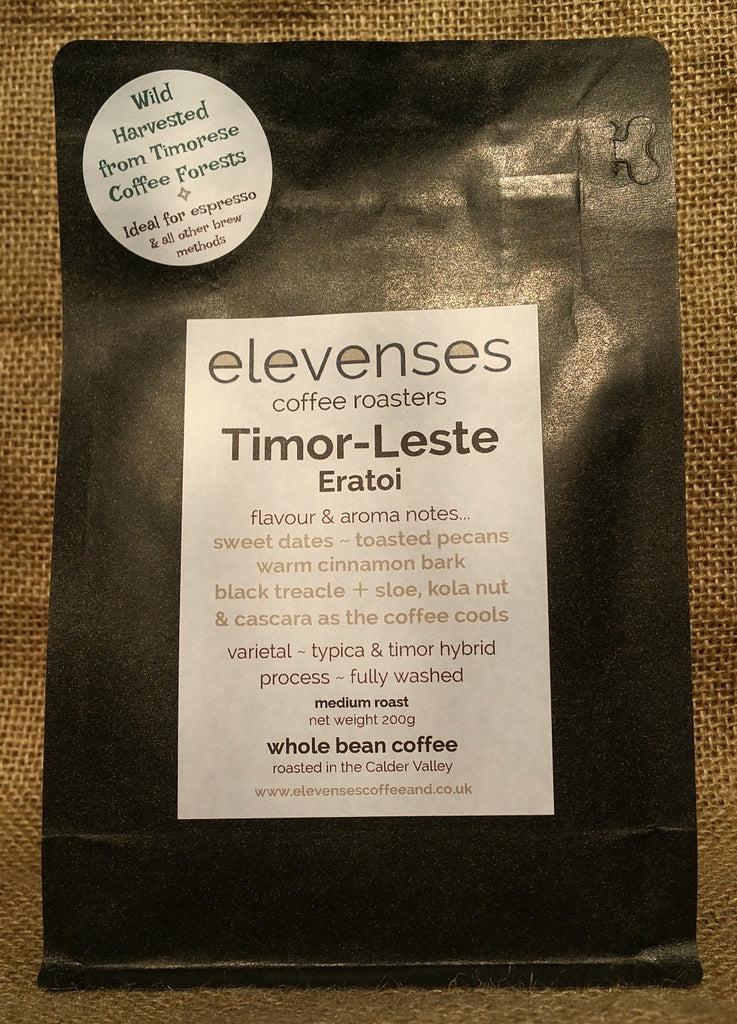 Wild
Harvested
from Timorese
Coffee Forests
Ideal for espresso
& all other brew
methods
elevenses
coffee roasters
Timor-Leste
Eratoi
flavour & aroma notes...
sweet dates ~ toasted pecans
warm cinnamon bark
black treacle + sloe, kola nut
& cascara as the coffee cools
varietal ~ typica & timor hybrid
process ~ fully washed
medium roast
net weight 200g
whole bean coffee
roasted in the Calder Valley
www.elevensescoffeeand.co.uk